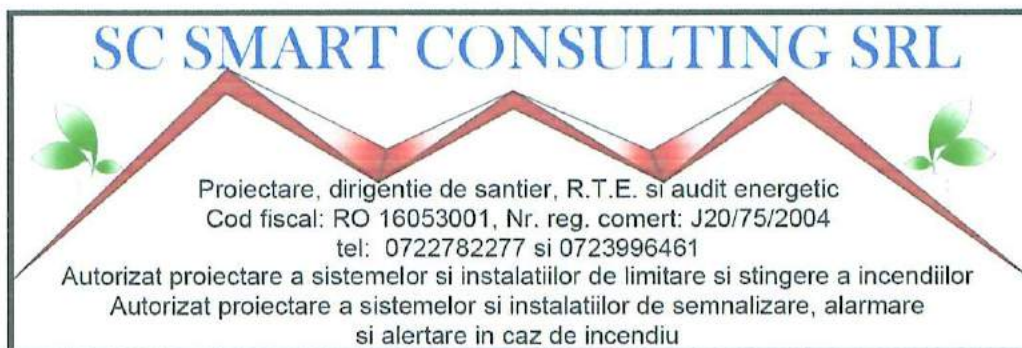 SC SMART CONSULTING SRL
Proiectare, dirigentie de santier, R.T.E. si audit energetic
Cod fiscal: RO 16053001, Nr. reg. comert: J20/75/2004
tel: 0722782277 si 0723996461
Autorizat proiectare a sistemelor si instalatiilor de limitare si stingere a incendiilor
Autorizat proiectare a sistemelor si instalatiilor de semnalizare, alarmare
si alertare in caz de incendiu